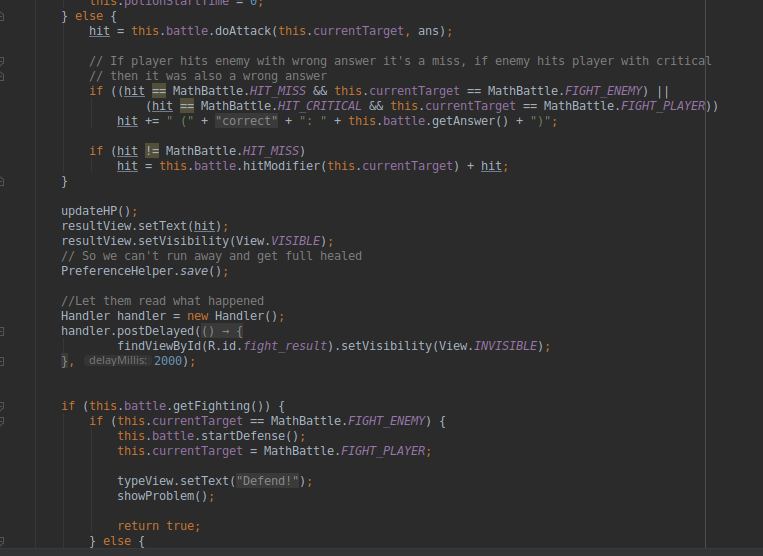 this.potionStartTime = 0;
} else {
hit = this.battle.doAttack(this.currentTarget, ans);
// If player hits enemy with wrong answer it's a miss, if enemy hits player with critical
// then it was also a wrong answer
if ((hit == MathBattle.HIT_MISS && this.currentTarget == MathBattle.FIGHT_ENEMY) ||
(hit == MathBattle.HIT_CRITICAL && this.currentTarget == MathBattle.FIGHT_PLAYER))
hit += " (" + "correct" + ": " + this.battle.getAnswer() + ")";
if (hit != MathBattle.HIT_MISS)
hit = this.battle.hitModifier(this.currentTarget) + hit;
}
updateHP();
resultView.setText(hit);
resultView.setVisibility(View.VISIBLE);
// So we can't run away and get full healed
PreferenceHelper.save();
//Let them read what happened
Handler handler = new Handler();
handler.postDelayed(() → {
findViewById(R.id.fight_result).setVisibility(View.INVISIBLE);
}, delayMillis: 2000);
if (this.battle.getFighting()) {
if (this.currentTarget == MathBattle.FIGHT_ENEMY) {
this.battle.startDefense();
this.currentTarget = MathBattle.FIGHT_PLAYER;
typeView.setText("Defend!");
showProblem();
return true;
} else {